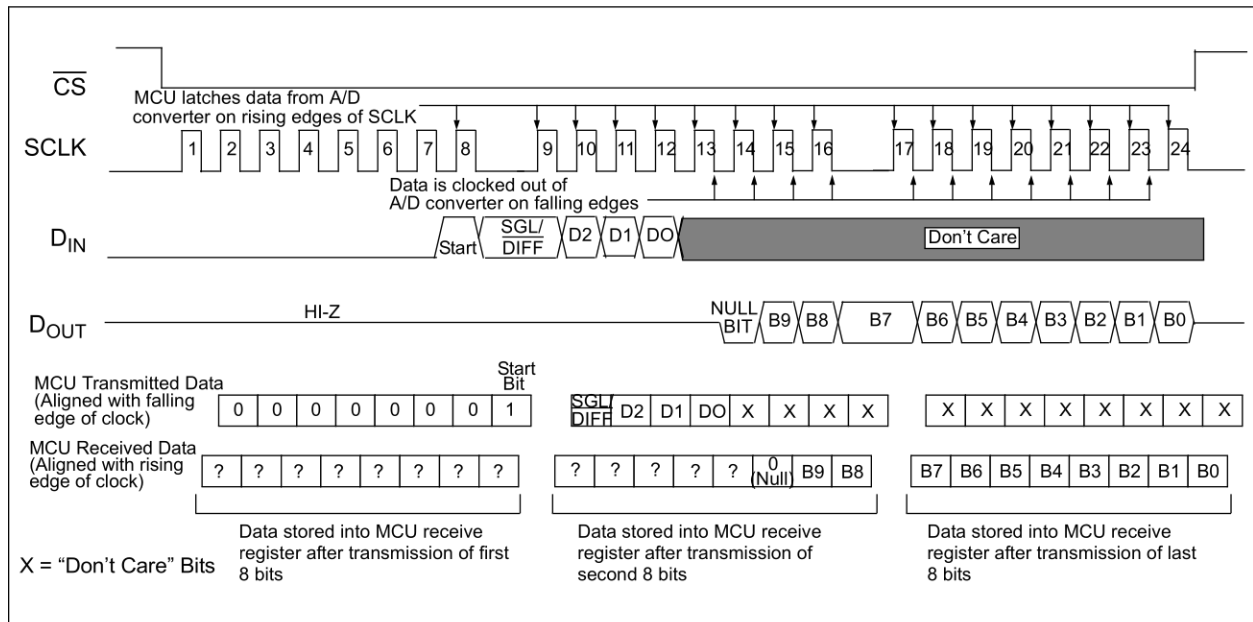 CS
MCU latches data from A/D
converter on rising edges of SCLK
SCLK
1 2 3 4 5 6 7 8 9 10 11 12 13 14 15 16 17 18 19 20 21 22 23 24
Data is clocked out of
A/D converter on falling edges
DIN
Start SGL/ DIFF D2 D1 DO Don't Care
HI-Z
DOUT
NULL BIT B9 B8 B7 B6 B5 B4 B3 B2 B1 B0
Start
Bit
MCU Transmitted Data
(Aligned with falling
edge of clock)
0 0 0 0 0 0 0 1 SGL/ DIFF D2 D1 DO X X X X X X X X X X X X
MCU Received Data
(Aligned with rising
edge of clock)
? ? ? ? ? ? ? ? ? ? ? ? ? 0 (Null) B9 B8 B7 B6 B5 B4 B3 B2 B1 B0
Data stored into MCU receive
register after transmission of first
8 bits
Data stored into MCU receive
register after transmission of
second 8 bits
Data stored into MCU receive
register after transmission of last
8 bits
X = “Don't Care” Bits